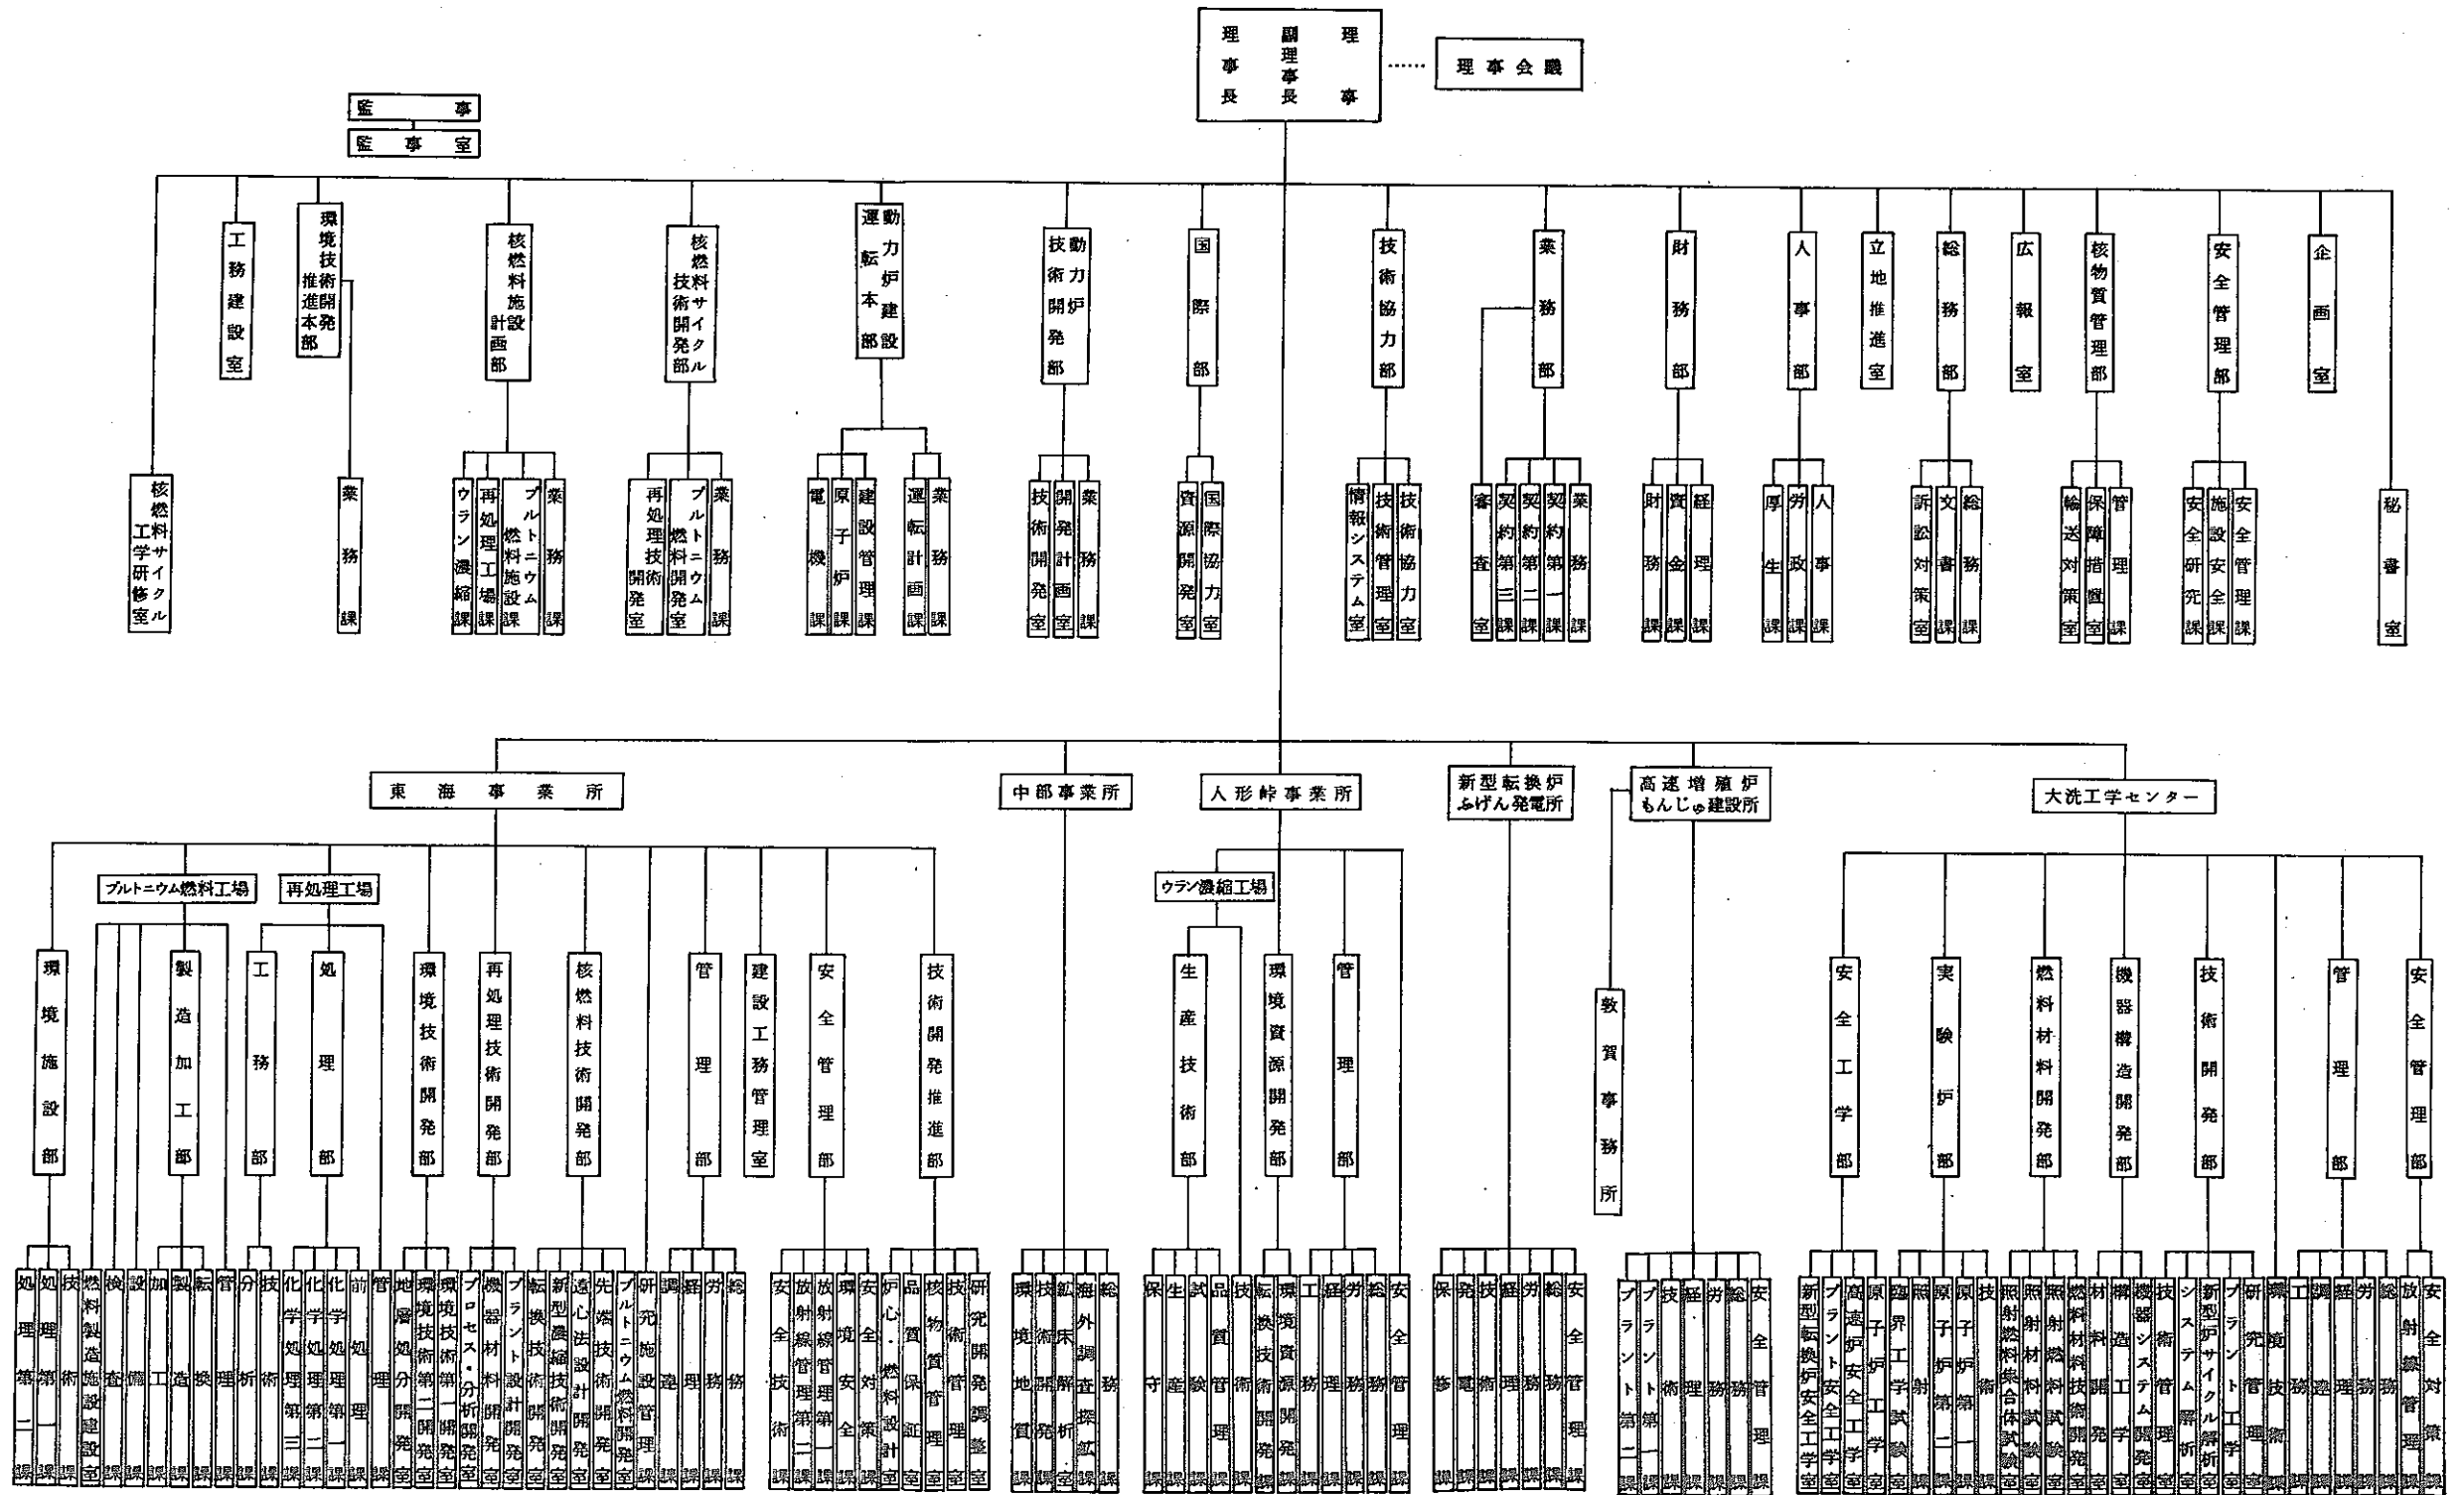 理事長
副理事長
理事
理事会議
監事
監事室
核燃料サイクル工学研修室
工務建設室
環境技術開発推進本部
業務課
核燃料施設計画部
ウラン濃縮課
再処理工場課
プルトニウム燃料施設課
業務課
核燃料サイクル技術開発部
再処理技術開発室
プルトニウム燃料開発室
業務課
動力炉建設運転本部
電機課
原子炉課
建設管理課
運転計画課
業務課
動力炉技術開発部
技術開発室
開発計画室
業務課
国際部
資源開発室
国際協力室
技術協力部
情報システム室
技術管理室
技術協力室
業務部
審査室
契約第三課
契約第二課
契約第一課
業務課
財務部
財務課
資金課
経理課
人事部
厚生課
労政課
人事課
立地推進室
総務部
訴訟対策室
文書課
総務課
広報室
核物質管理部
輸送対策室
保障措置室
管理課
安全管理部
安全研究課
施設安全課
安全管理課
企画室
秘書室
東海事業所
環境施設部
処理第二課
処理第一課
技術課
プルトニウム燃料工場
燃料製造施設建設室
検査課
設備課
製造加工部
加工課
製造課
転換課
管理課
再処理工場
工務部
分析課
技術課
処理部
化学処理第三課
化学処理第二課
化学処理第一課
前処理課
管理課
環境技術開発部
地層処分開発室
環境技術第二開発室
環境技術第一開発室
再処理技術開発部
プロセス・分析開発室
機器材料開発室
プラント設計開発室
核燃料技術開発部
転換技術開発室
新型濃縮技術開発室
遠心法設計開発室
先端技術開発室
プルトニウム燃料開発室
研究施設管理課
管理部
調達課
経理課
労務課
総務課
建設工務管理室
安全管理部
安全技術課
放射線管理第二課
放射線管理第一課
環境安全課
安全対策課
技術開発推進部
炉心・燃料設計室
品質保証室
核物質管理室
技術管理室
研究開発調整室
中部事業所
環境地質課
技術開発課
鉱床解析室
海外調査探鉱室
総務課
人形峠事業所
ウラン濃縮工場
生産技術部
保守課
生産課
試験課
品質管理課
技術課
環境資源開発部
転換技術開発課
環境資源開発課
管理部
工務課
経理課
労務課
総務課
安全管理課
新型転換炉ふげん発電所
保修課
発電課
技術課
経理課
労務課
総務課
安全管理課
高速増殖炉もんじゅ建設所
敦賀事務所
プラント第二課
プラント第一課
技術課
経理課
労務課
総務課
安全管理課
大洗工学センター
安全工学部
新型転換炉安全工学室
プラント安全工学室
高速炉安全工学室
原子炉工学室
実験炉部
臨界工学試験室
照射課
原子炉第二課
原子炉第一課
技術課
燃料材料開発部
照射燃料集合体試験室
照射材料試験室
照射燃料試験室
燃料材料技術開発室
機器構造開発部
材料開発室
構造工学室
機器システム開発室
技術開発部
技術管理室
システム解析室
新型炉サイクル解析室
プラント工学室
研究管理室
環境技術課
管理部
工務課
調達課
経理課
労務課
総務課
安全管理部
放射線管理課
安全対策課